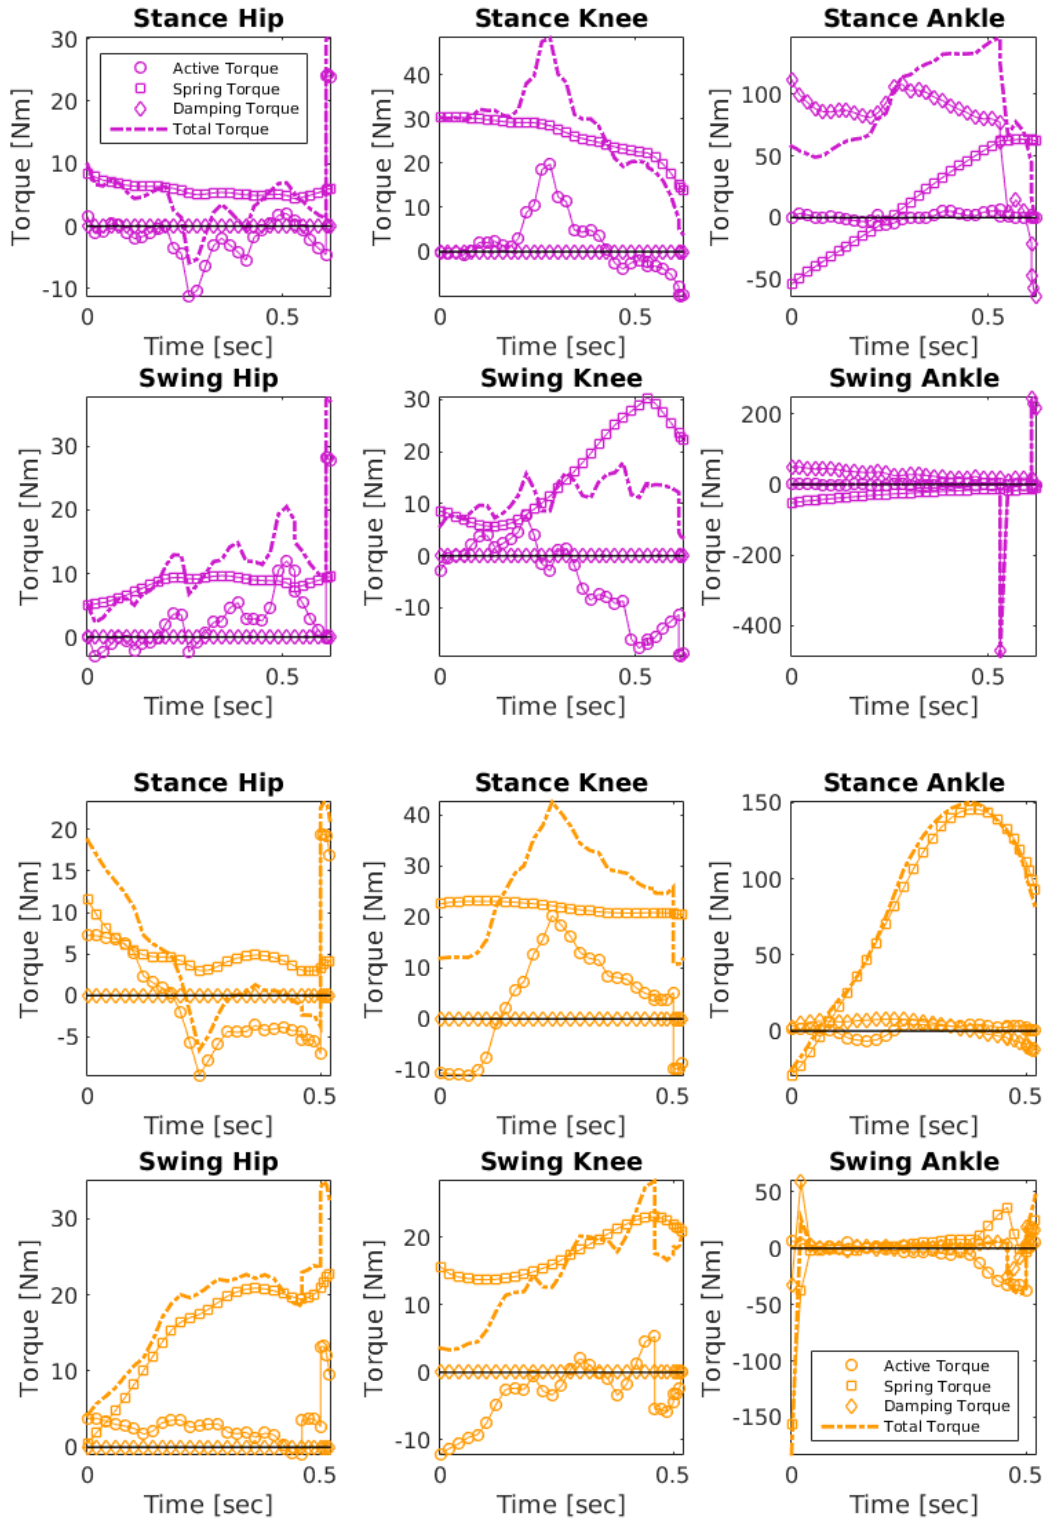 Stance Hip
Stance Knee
Stance Ankle
Torque [Nm]
30
20
10
0
-10
Active Torque
Spring Torque
Damping Torque
Total Torque
0
0.5
Time [sec]
Torque [Nm]
40
30
20
10
0
0
0.5
Time [sec]
Torque [Nm]
100
50
0
-50
0
0.5
Time [sec]
Swing Hip
Swing Knee
Swing Ankle
Torque [Nm]
30
20
10
0
0
0.5
Time [sec]
Torque [Nm]
30
20
10
0
-10
0
0.5
Time [sec]
Torque [Nm]
200
0
-200
-400
0
0.5
Time [sec]
Stance Hip
Stance Knee
Stance Ankle
Torque [Nm]
20
15
10
5
0
-5
0
0.5
Time [sec]
Torque [Nm]
40
30
20
10
0
-10
0
0.5
Time [sec]
Torque [Nm]
150
100
50
0
0
0.5
Time [sec]
Swing Hip
Swing Knee
Swing Ankle
Torque [Nm]
30
20
10
0
0
0.5
Time [sec]
Torque [Nm]
20
10
0
-10
0
0.5
Time [sec]
Torque [Nm]
50
0
-50
-100
-150
Active Torque
Spring Torque
Damping Torque
Total Torque
0
0.5
Time [sec]